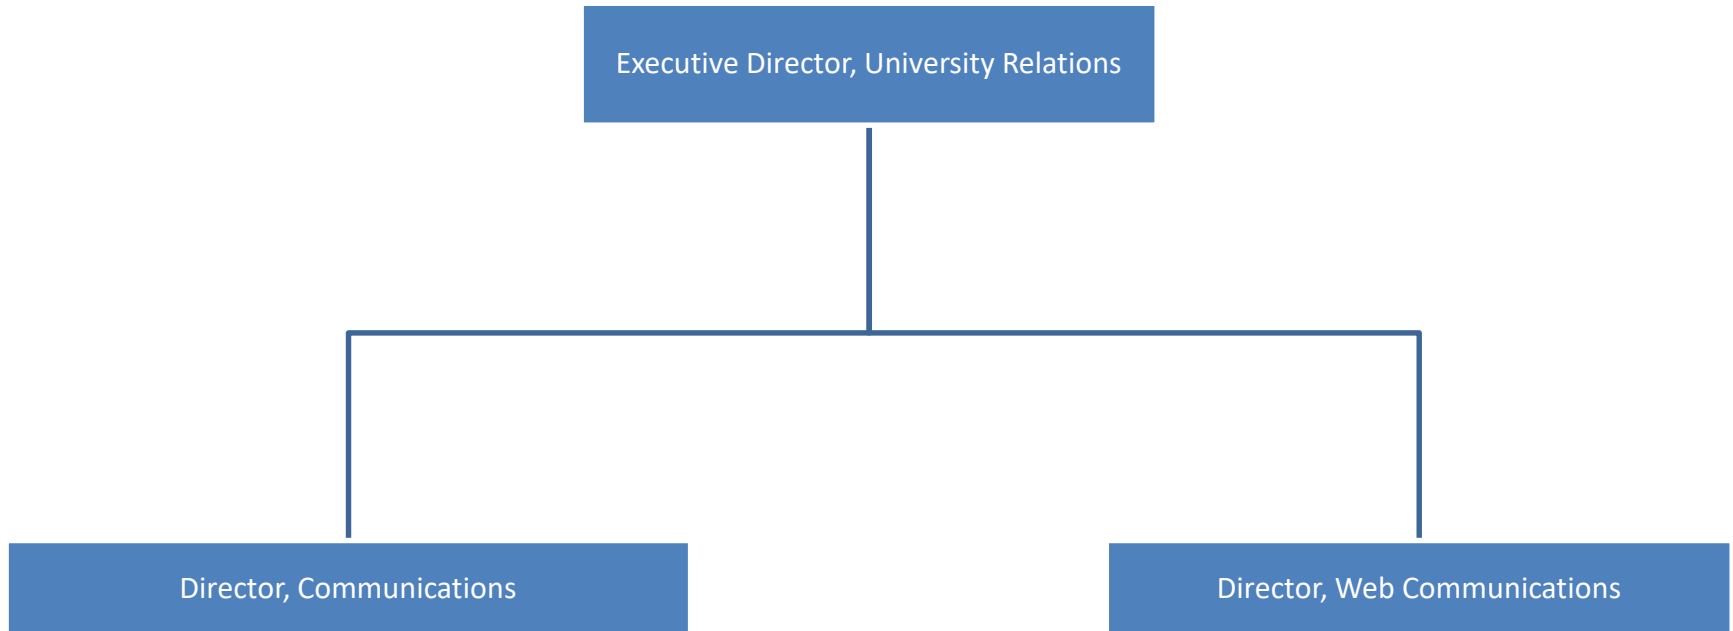 Executive Director, University Relations
Director, Communications
Director, Web Communications